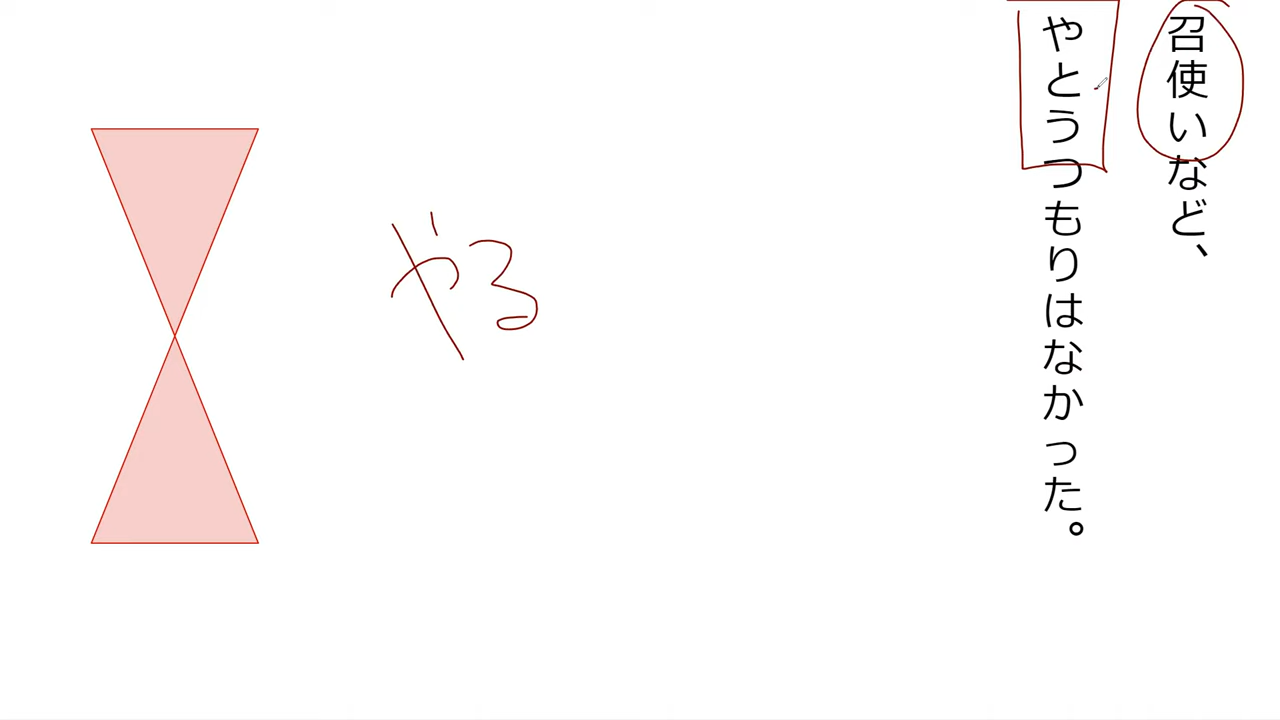 召使いなど、
やとうつもりはなかった。
やる